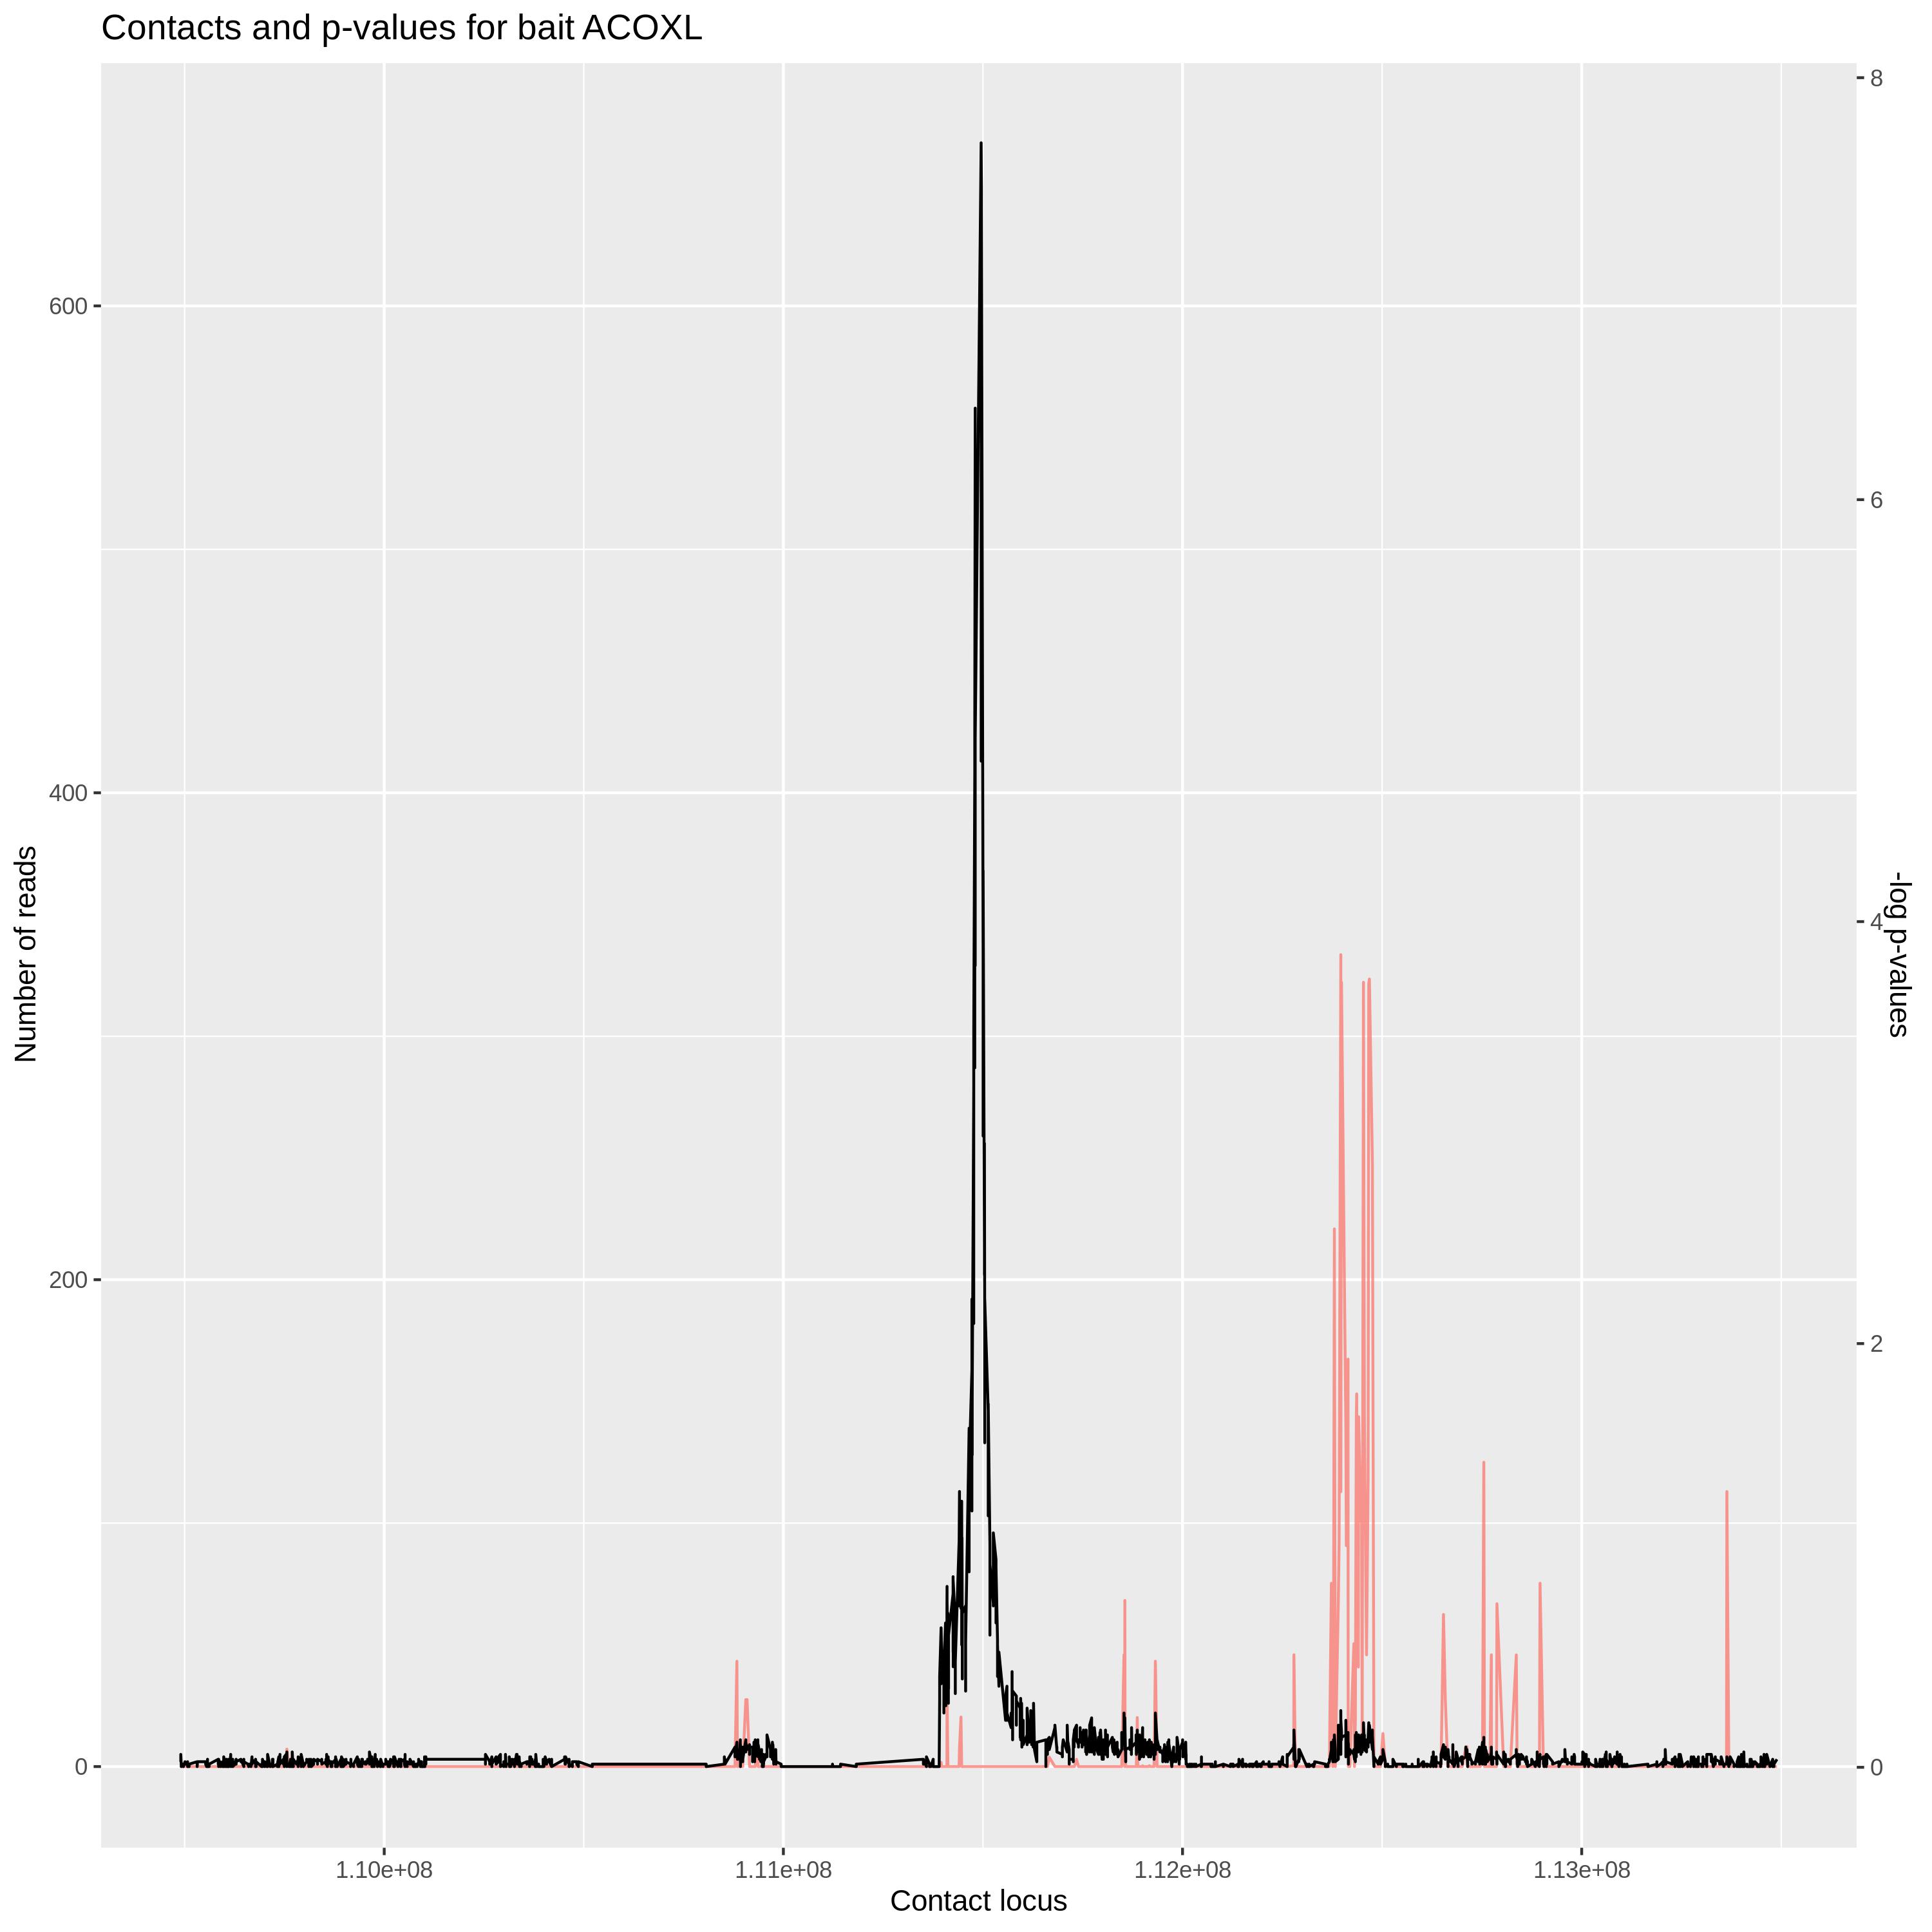 Contacts and p-values for bait ACOXL
8
600
6
400
4
Number of reads
-log p-values
200
2
0
0
1.10e+08
1.11e+08
1.12e+08
1.13e+08
Contact locus